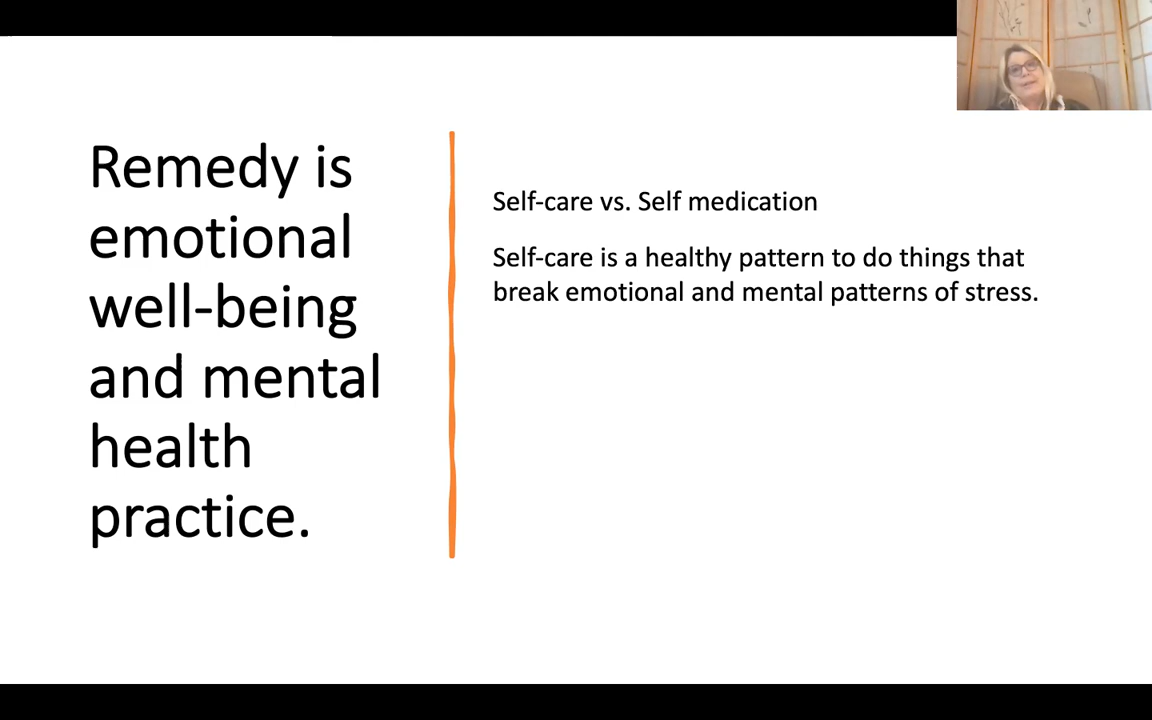 Remedy is
emotional
well-being
and mental
health
practice.
Self-care vs. Self medication
Self-care is a healthy pattern to do things that
break emotional and mental patterns of stress.